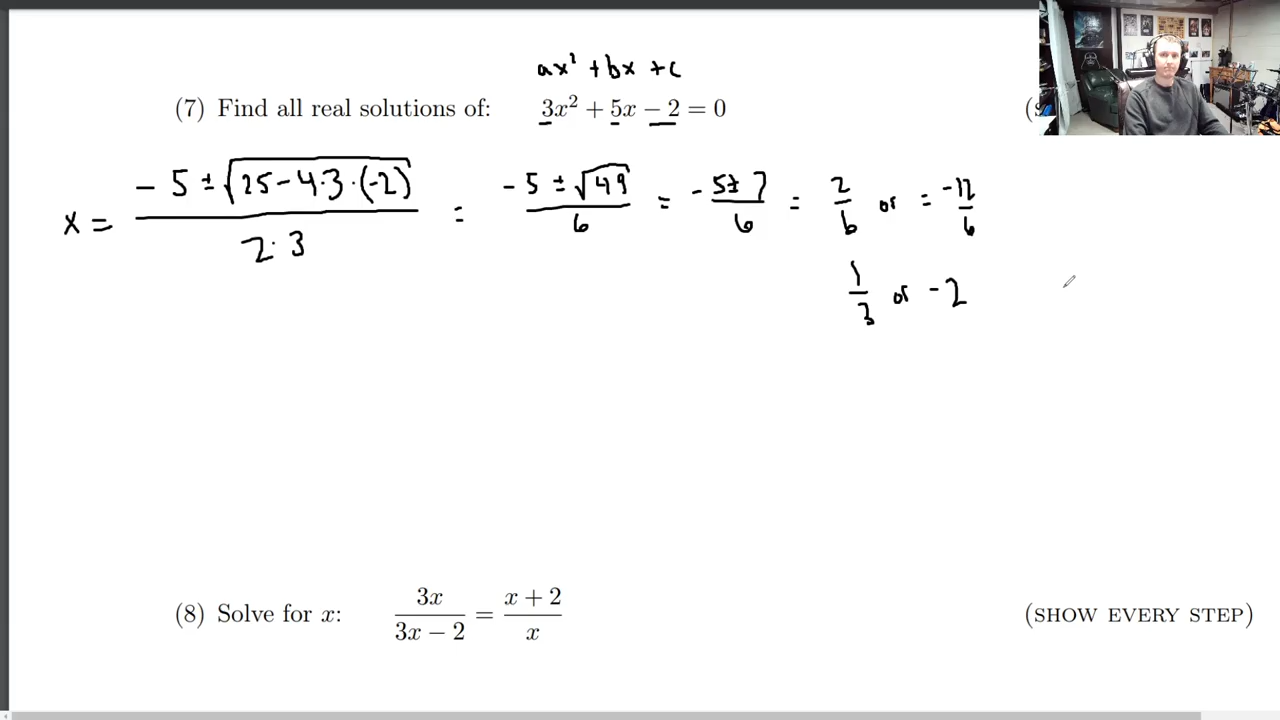 ax² + bx + c
(7) Find all real solutions of: 3x² + 5x − 2 = 0
x = (-5 ± √(25 - 4·3·(-2))) / (2·3) = (-5 ± √49) / 6 = (-5 ± 7) / 6 = 2/6 or = -12/6
1/3 or -2
(8) Solve for x: 3x/(3x − 2) = (x + 2)/x (SHOW EVERY STEP)